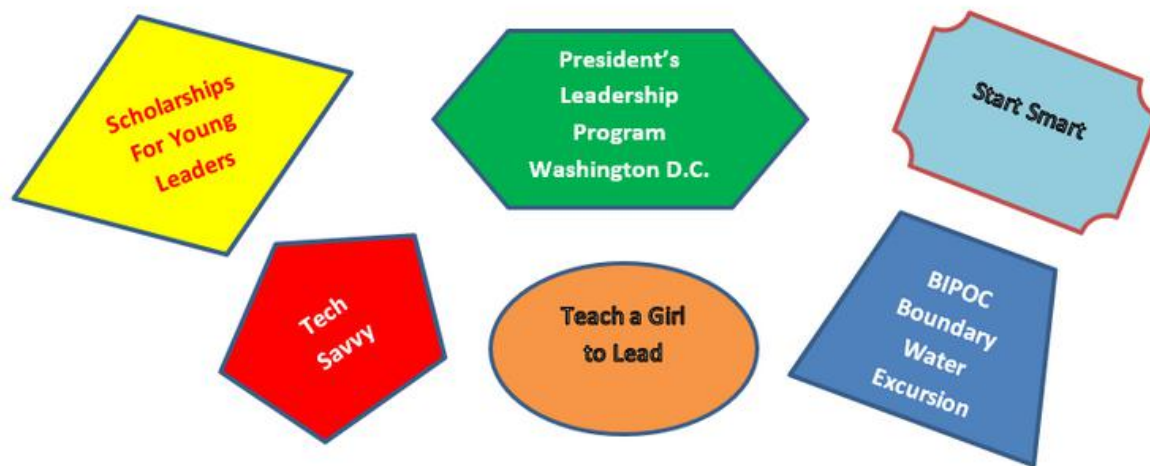 Scholarships
For Young
Leaders
President's
Leadership
Program
Washington D.C.
Start Smart
Tech
Savvy
Teach a Girl
to Lead
BIPOC
Boundary
Water
Excursion